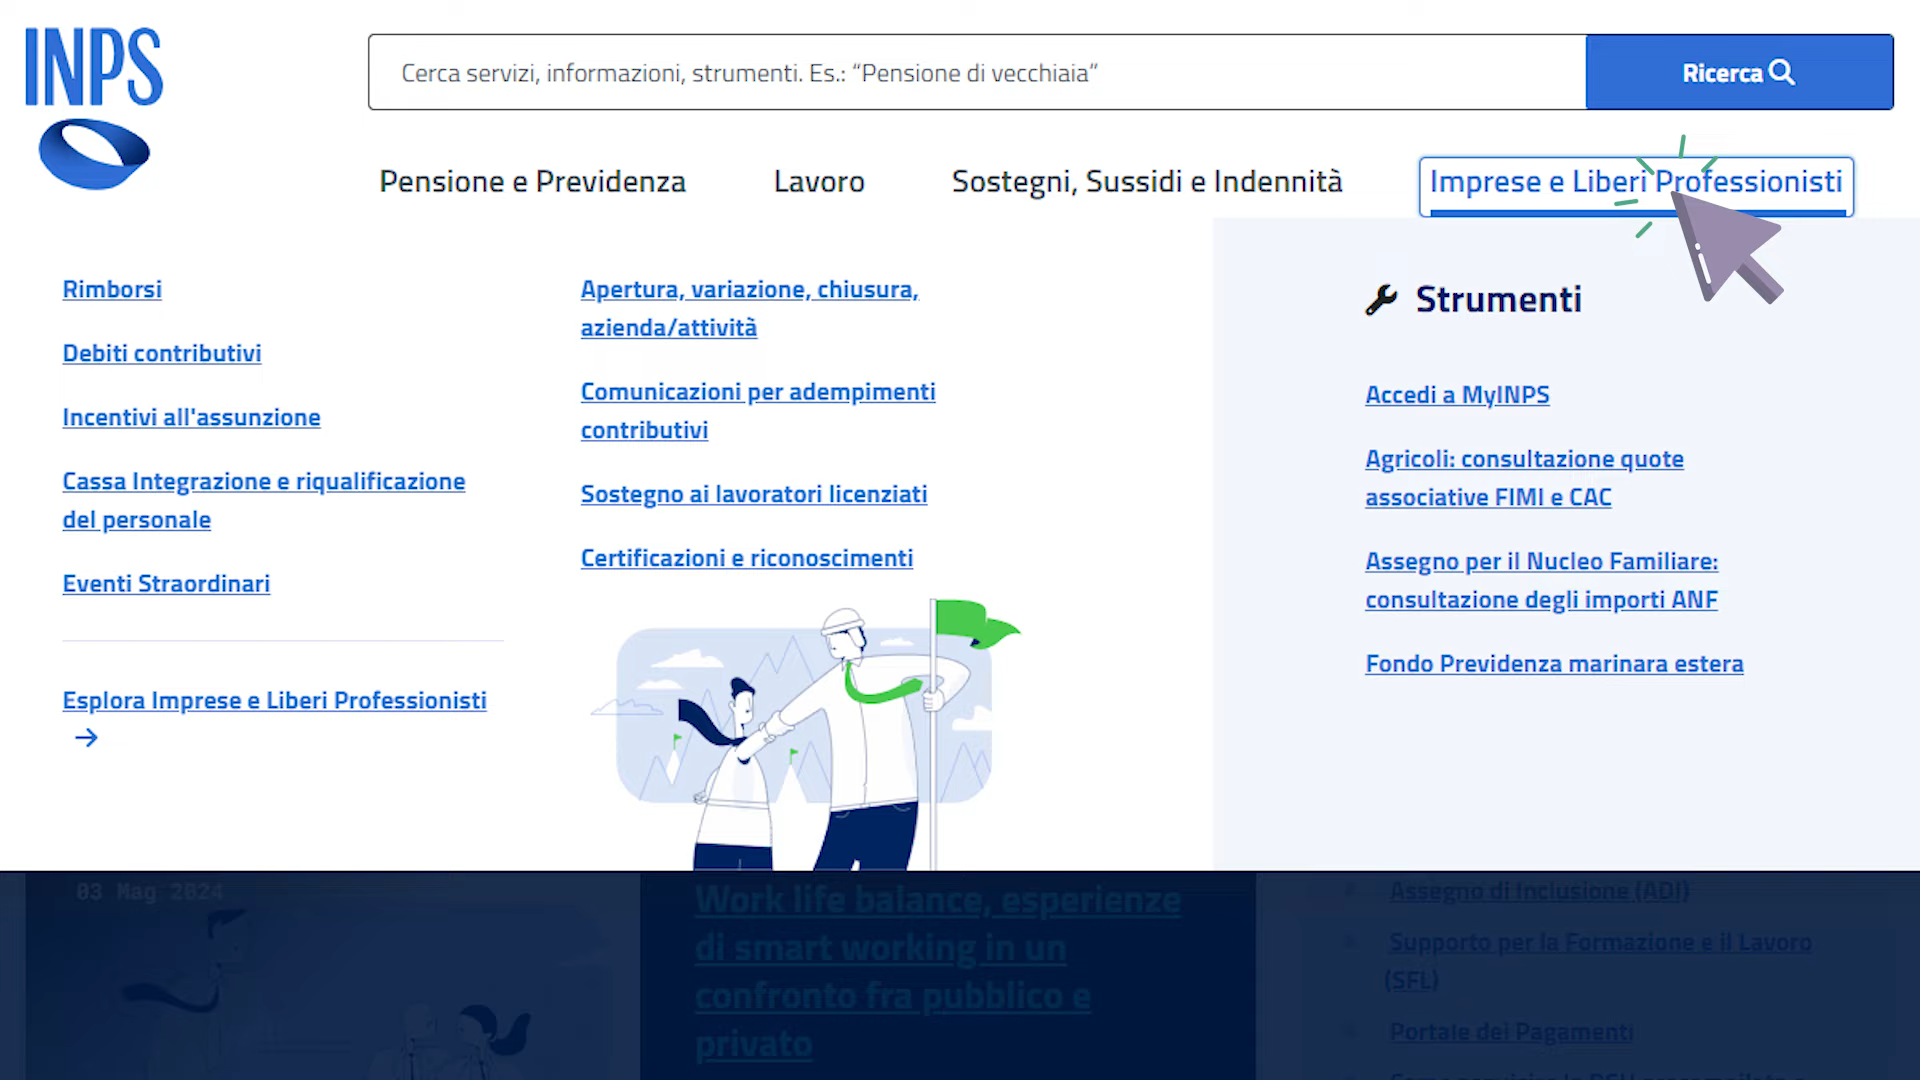 INPS
Cerca servizi, informazioni, strumenti. Es.: “Pensione di vecchiaia”
Ricerca
Pensione e Previdenza
Lavoro
Sostegni, Sussidi e Indennità
Imprese e Liberi Professionisti
Rimborsi
Debiti contributivi
Incentivi all'assunzione
Cassa Integrazione e riqualificazione
del personale
Eventi Straordinari
Esplora Imprese e Liberi Professionisti
Apertura, variazione, chiusura,
azienda/attività
Comunicazioni per adempimenti
contributivi
Sostegno ai lavoratori licenziati
Certificazioni e riconoscimenti
Strumenti
Accedi a MyINPS
Agricoli: consultazione quote
associative FIMI e CAC
Assegno per il Nucleo Familiare:
consultazione degli importi ANF
Fondo Previdenza marinara estera
03 Mag 2024
Work life balance, esperienze
di smart working in un
confronto fra pubblico e
privato
Assegno di Inclusione (ADI)
Supporto per la Formazione e il Lavoro
(SFL)
Portale dei Pagamenti